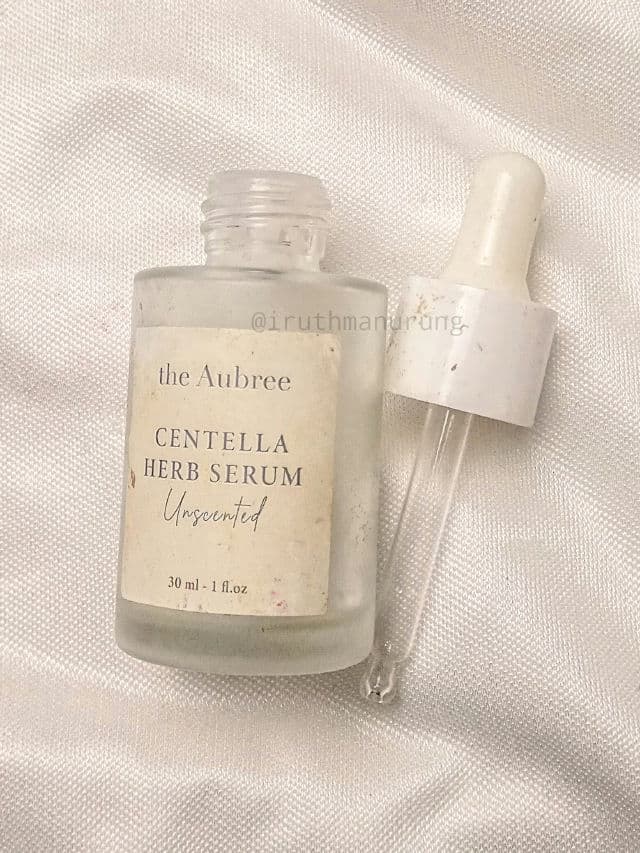 @iruthmanurung
the Aubree
CENTELLA
HERB SERUM
Unscented
30 ml - 1 fl.oz